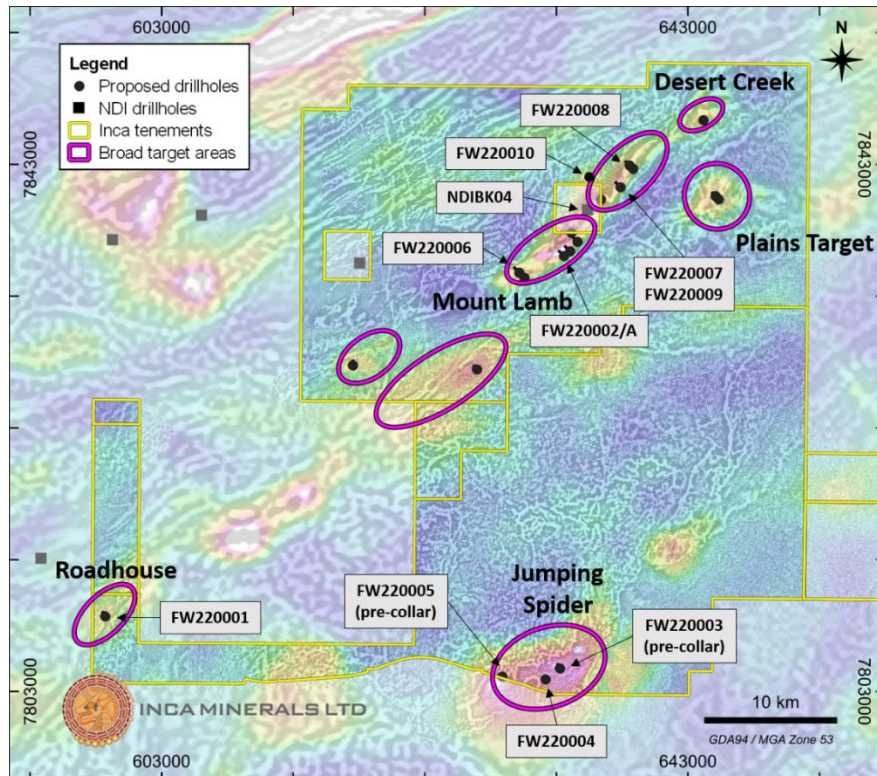 603000
643000
N
Legend
Proposed drillholes
NDI drillholes
Inca tenements
Broad target areas
Desert Creek
FW220008
FW220010
7843000
7843000
NDIBK04
FW220006
Plains Target
FW220007
FW220009
Mount Lamb
FW220002/A
Roadhouse
FW220001
FW220005
(pre-collar)
Jumping
Spider
FW220003
(pre-collar)
7803000
7803000
INCA MINERALS LTD
FW220004
10 km
GDA94 / MGA Zone 53
603000
643000